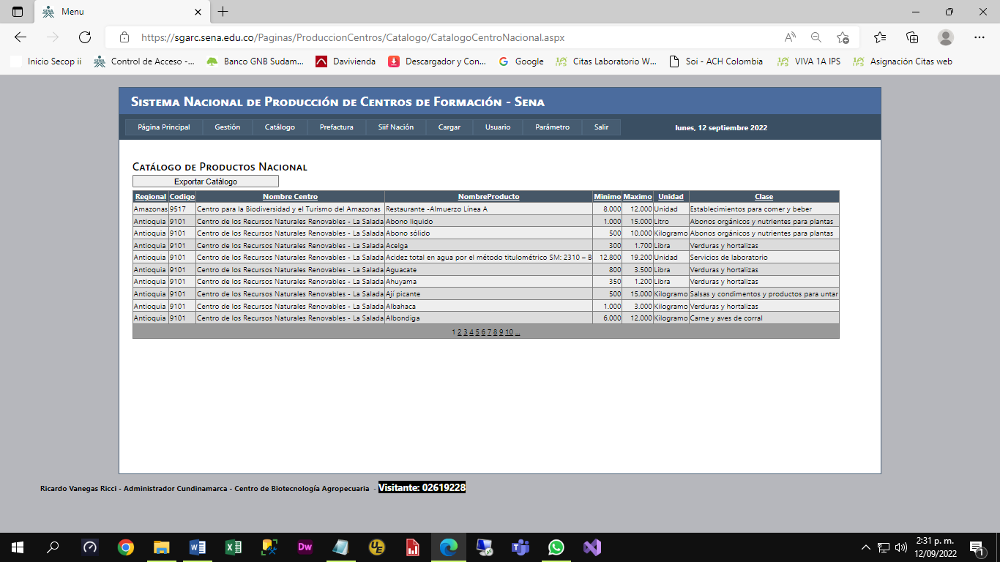 Menu
https://sgarc.sena.edu.co/Paginas/ProduccionCentros/Catalogo/CatalogoCentroNacional.aspx
Inicio Secop ii Control de Acceso -... Banco GNB Sudam... Davivienda Descargador y Con... Google Citas Laboratorio W... Soi - ACH Colombia VIVA 1A IPS Asignación Citas web
Sistema Nacional de Producción de Centros de Formación - Sena
Página Principal Gestión Catálogo Prefactura Siif Nación Cargar Usuario Parámetro Salir lunes, 12 septiembre 2022
Catálogo de Productos Nacional
Exportar Catálogo
Regional Codigo Nombre Centro NombreProducto Minimo Maximo Unidad Clase
Amazonas 9517 Centro para la Biodiversidad y el Turismo del Amazonas Restaurante -Almuerzo Línea A 8.000 12.000 Unidad Establecimientos para comer y beber
Antioquia 9101 Centro de los Recursos Naturales Renovables - La Salada Abono liquido 1.000 15.000 Litro Abonos orgánicos y nutrientes para plantas
Antioquia 9101 Centro de los Recursos Naturales Renovables - La Salada Abono sólido 500 10.000 Kilogramo Abonos orgánicos y nutrientes para plantas
Antioquia 9101 Centro de los Recursos Naturales Renovables - La Salada Acelga 300 1.700 Libra Verduras y hortalizas
Antioquia 9101 Centro de los Recursos Naturales Renovables - La Salada Acidez total en agua por el método titulométrico SM: 2310 – B 12.800 19.200 Unidad Servicios de laboratorio
Antioquia 9101 Centro de los Recursos Naturales Renovables - La Salada Aguacate 800 3.500 Libra Verduras y hortalizas
Antioquia 9101 Centro de los Recursos Naturales Renovables - La Salada Ahuyama 350 1.200 Libra Verduras y hortalizas
Antioquia 9101 Centro de los Recursos Naturales Renovables - La Salada Ají picante 500 15.000 Kilogramo Salsas y condimentos y productos para untar
Antioquia 9101 Centro de los Recursos Naturales Renovables - La Salada Albahaca 1.000 3.000 Kilogramo Verduras y hortalizas
Antioquia 9101 Centro de los Recursos Naturales Renovables - La Salada Albondiga 6.000 12.000 Kilogramo Carne y aves de corral
1 2 3 4 5 6 7 8 9 10 ...
Ricardo Vanegas Ricci - Administrador Cundinamarca - Centro de Biotecnología Agropecuaria - Visitante: 02619228
Dw UE
2:31 p. m.
12/09/2022
1